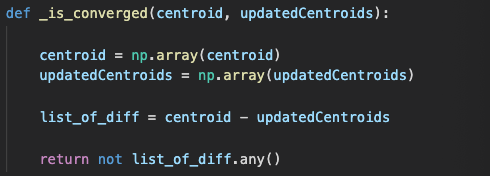 def _is_converged(centroid, updatedCentroids):
centroid = np.array(centroid)
updatedCentroids = np.array(updatedCentroids)
list_of_diff = centroid - updatedCentroids
return not list_of_diff.any()